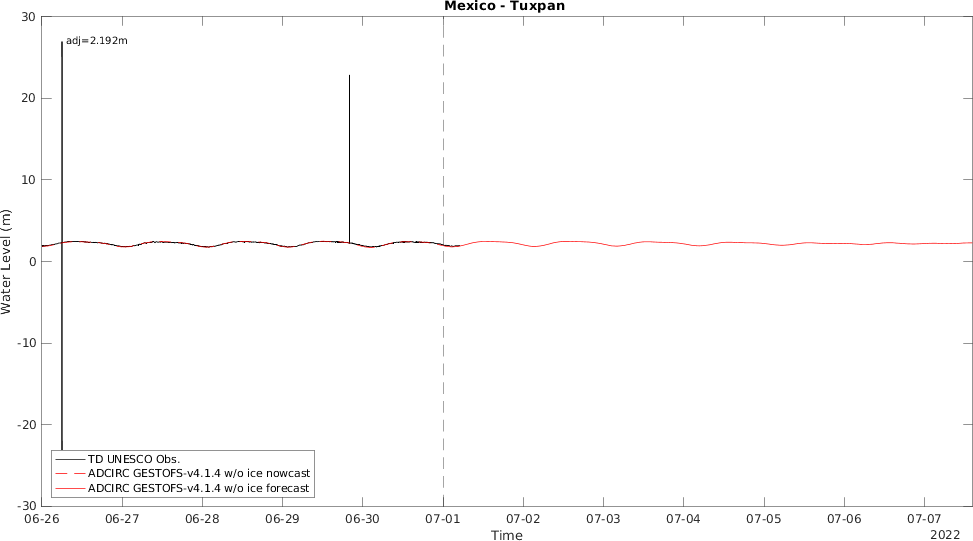 Mexico - Tuxpan
30
20
10
0
-10
-20
-30
Water Level (m)
adj=2.192m
TD UNESCO Obs.
ADCIRC GESTOFS-v4.1.4 w/o ice nowcast
ADCIRC GESTOFS-v4.1.4 w/o ice forecast
06-26 06-27 06-28 06-29 06-30 07-01 07-02 07-03 07-04 07-05 07-06 07-07
Time
2022